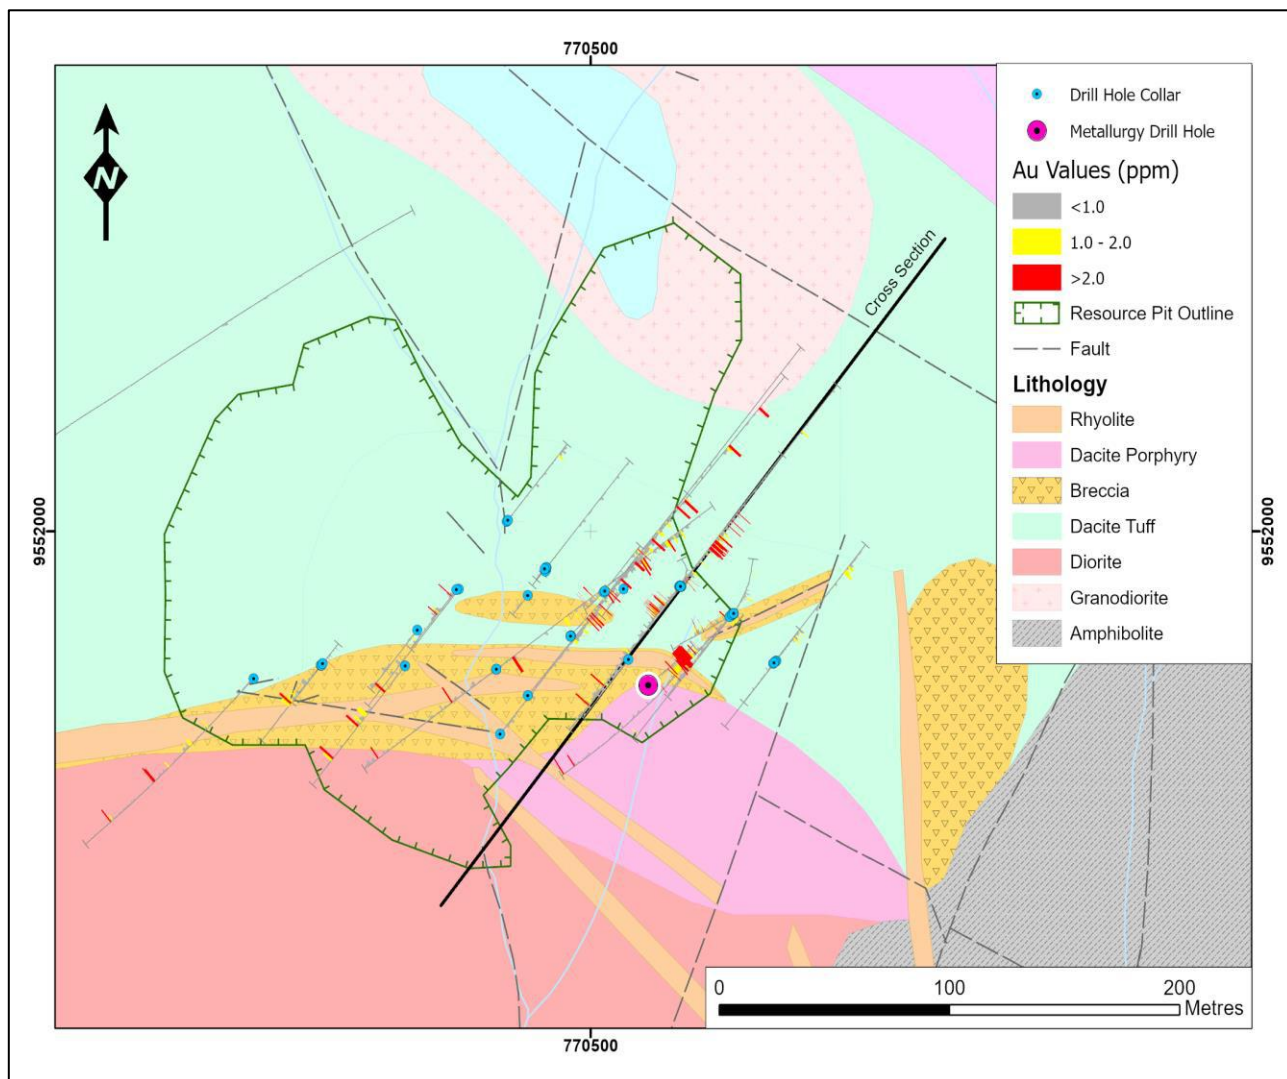 770500
N
Cross Section
9552000
9552000
Drill Hole Collar
Metallurgy Drill Hole
Au Values (ppm)
<1.0
1.0 - 2.0
>2.0
Resource Pit Outline
Fault
Lithology
Rhyolite
Dacite Porphyry
Breccia
Dacite Tuff
Diorite
Granodiorite
Amphibolite
0 100 200
Metres
770500